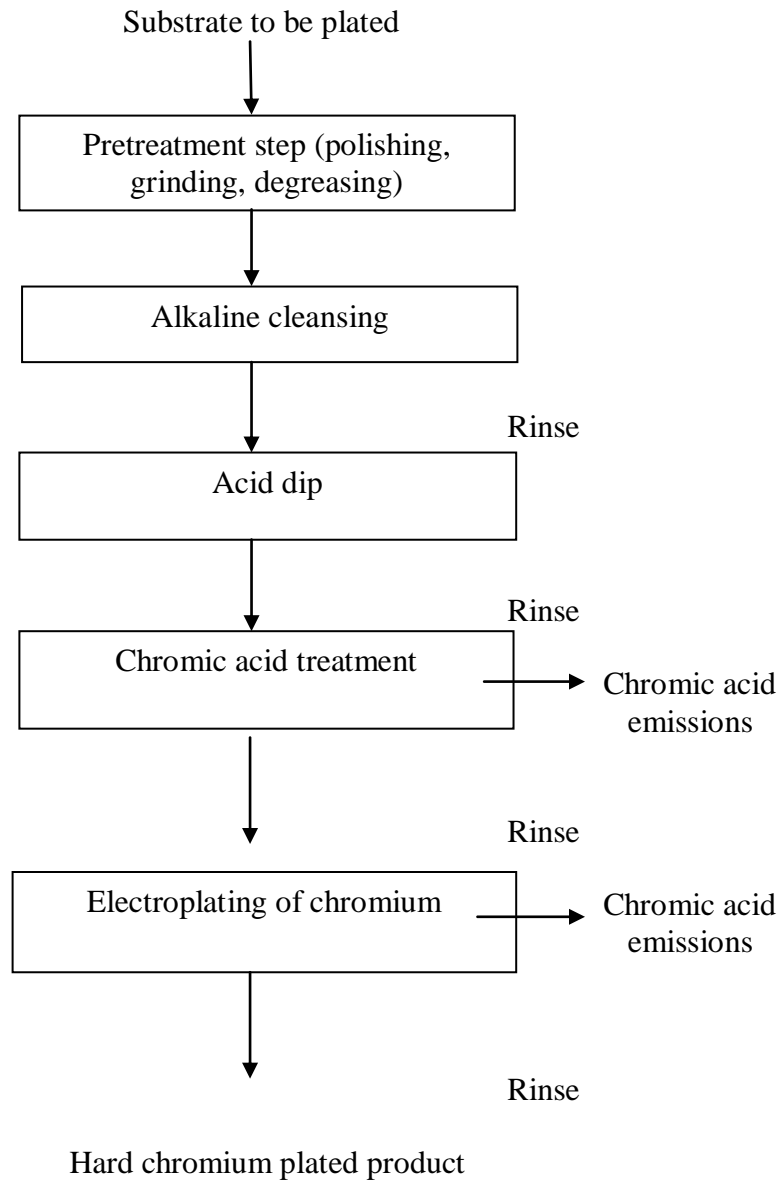 Substrate to be plated
Pretreatment step (polishing,
grinding, degreasing)
Alkaline cleansing
Rinse
Acid dip
Rinse
Chromic acid treatment
Chromic acid
emissions
Rinse
Electroplating of chromium
Chromic acid
emissions
Rinse
Hard chromium plated product